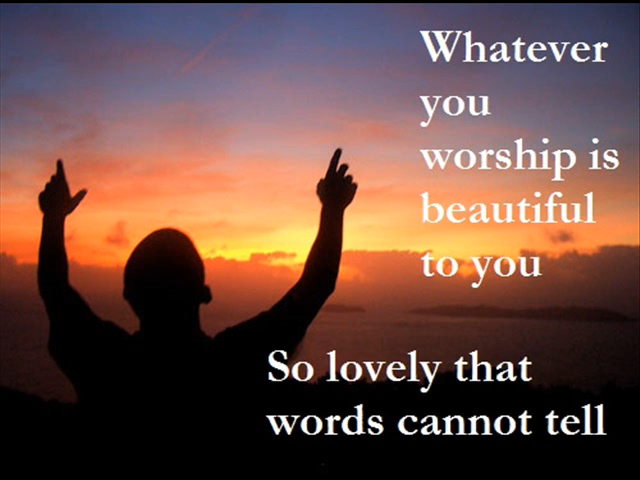 Whatever
you
worship is
beautiful
to you
So lovely that
words cannot tell